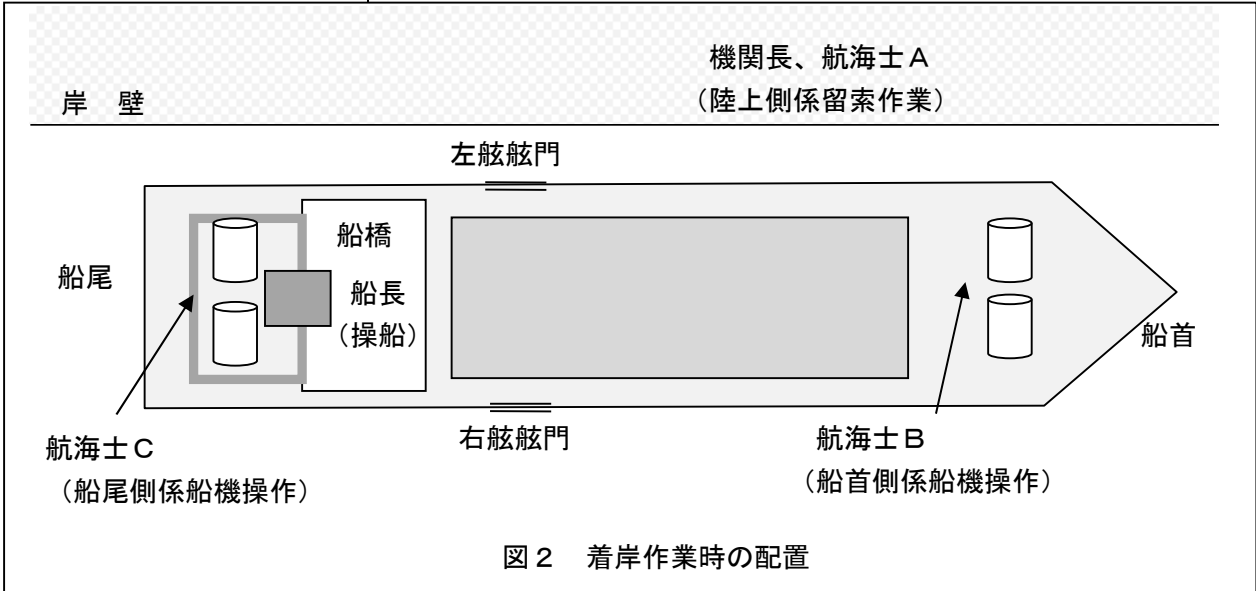 機関長、航海士Ａ
（陸上側係留索作業）
岸　壁
左舷舷門
船橋
船尾
船長
（操船）
船首
右舷舷門
航海士Ｃ
（船尾側係船機操作）
航海士Ｂ
（船首側係船機操作）
図２　着岸作業時の配置